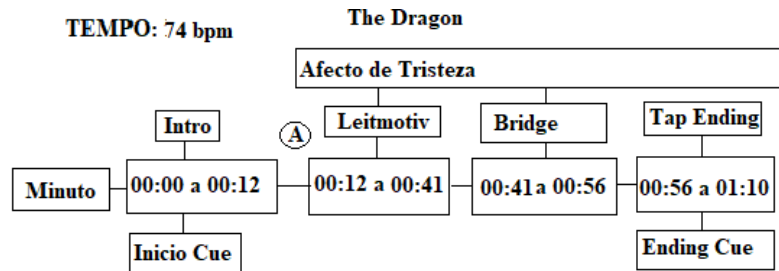 The Dragon
TEMPO: 74 bpm
Afecto de Tristeza
Intro
A
Leitmotiv
Bridge
Tap Ending
Minuto
00:00 a 00:12
00:12 a 00:41
00:41 a 00:56
00:56 a 01:10
Inicio Cue
Ending Cue